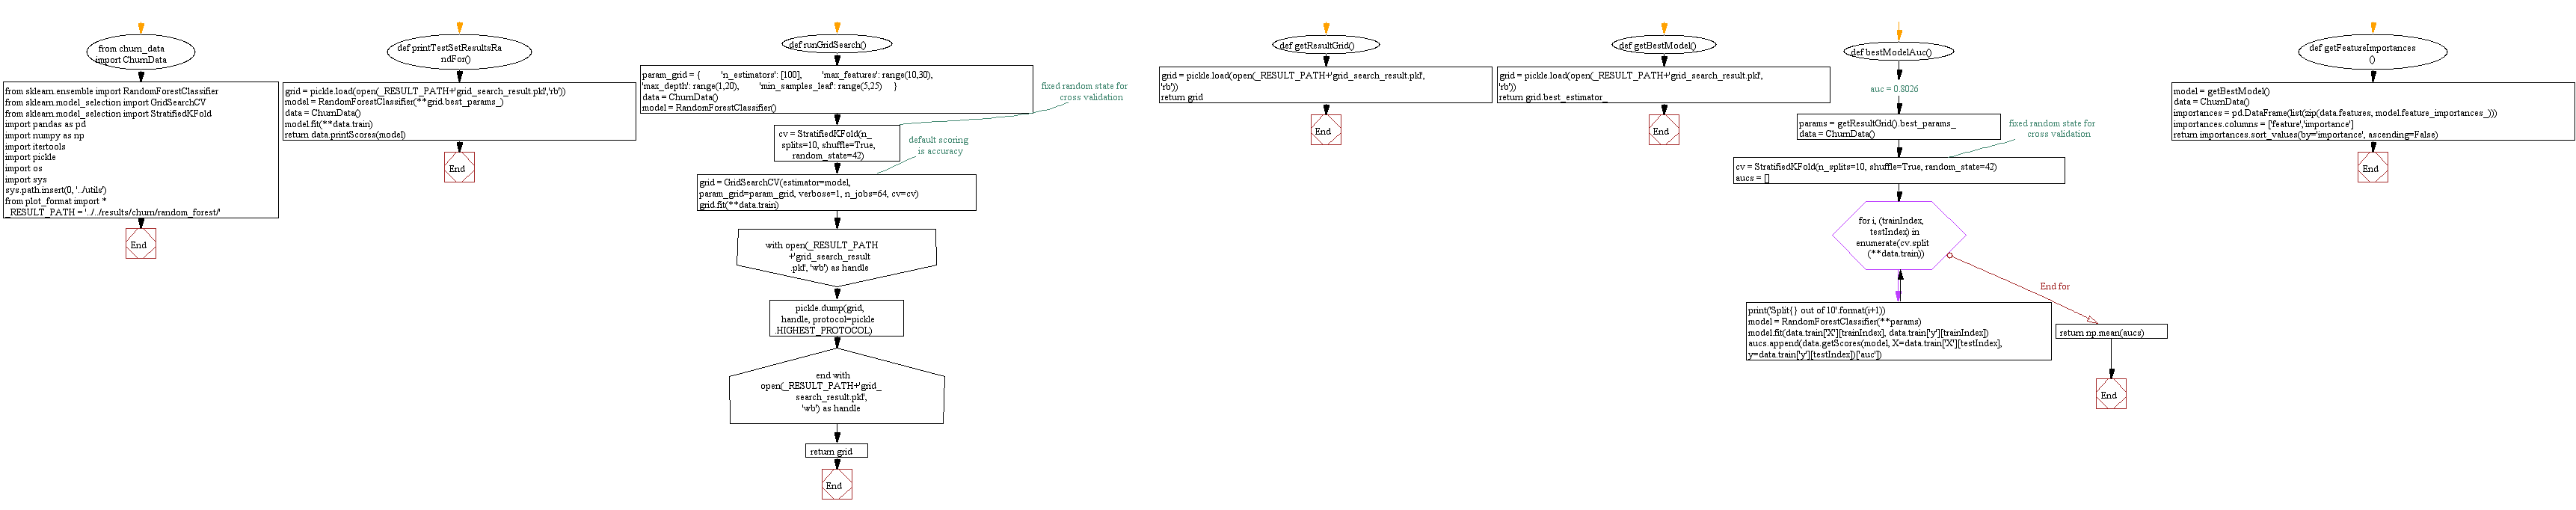 from churn_data
import ChurnData
from sklearn.ensemble import RandomForestClassifier
from sklearn.model_selection import GridSearchCV
from sklearn.model_selection import StratifiedKFold
import pandas as pd
import numpy as np
import itertools
import pickle
import os
import sys
sys.path.insert(0, '../utils')
from plot_format import *
_RESULT_PATH = '../../results/churn/random_forest/'
End
def printTestSetResultsRa
ndFor()
grid = pickle.load(open(_RESULT_PATH+'grid_search_result.pkl','rb'))
model = RandomForestClassifier(**grid.best_params_)
data = ChurnData()
model.fit(**data.train)
return data.printScores(model)
End
def runGridSearch()
param_grid = { 'n_estimators': [100], 'max_features': range(10,30),
'max_depth': range(1,20), 'min_samples_leaf': range(5,25) }
data = ChurnData()
model = RandomForestClassifier()
fixed random state for
cross validation
cv = StratifiedKFold(n_
splits=10, shuffle=True,
random_state=42)
default scoring
is accuracy
grid = GridSearchCV(estimator=model,
param_grid=param_grid, verbose=1, n_jobs=64, cv=cv)
grid.fit(**data.train)
with open(_RESULT_PATH
+'grid_search_result
.pkl', 'wb') as handle
pickle.dump(grid,
handle, protocol=pickle
.HIGHEST_PROTOCOL)
end with
open(_RESULT_PATH+'grid_
search_result.pkl',
'wb') as handle
return grid
End
def getResultGrid()
grid = pickle.load(open(_RESULT_PATH+'grid_search_result.pkl',
'rb'))
return grid
End
def getBestModel()
grid = pickle.load(open(_RESULT_PATH+'grid_search_result.pkl',
'rb'))
return grid.best_estimator_
End
def bestModelAuc()
auc = 0.8026
params = getResultGrid().best_params_
data = ChurnData()
fixed random state for
cross validation
cv = StratifiedKFold(n_splits=10, shuffle=True, random_state=42)
aucs = []
for i, (trainIndex,
testIndex) in
enumerate(cv.split
(**data.train))
End for
print('Split{} out of 10'.format(i+1))
model = RandomForestClassifier(**params)
model.fit(data.train['X'][trainIndex], data.train['y'][trainIndex])
aucs.append(data.getScores(model, X=data.train['X'][testIndex],
y=data.train['y'][testIndex])['auc'])
return np.mean(aucs)
End
def getFeatureImportances
()
model = getBestModel()
data = ChurnData()
importances = pd.DataFrame(list(zip(data.features, model.feature_importances_)))
importances.columns = ['feature','importance']
return importances.sort_values(by='importance', ascending=False)
End